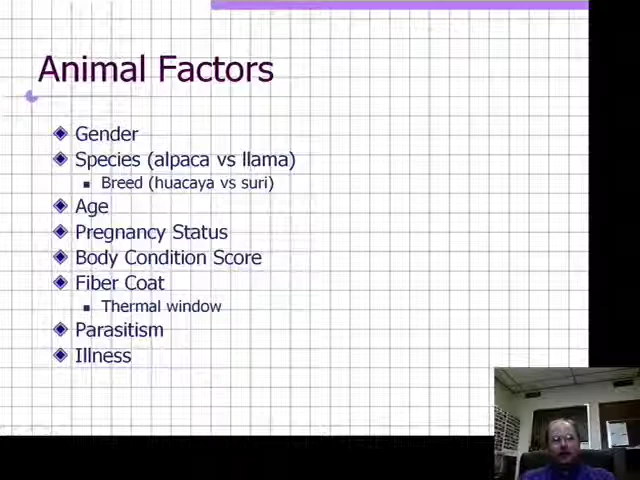 Animal Factors
Gender
Species (alpaca vs llama)
Breed (huacaya vs suri)
Age
Pregnancy Status
Body Condition Score
Fiber Coat
Thermal window
Parasitism
Illness